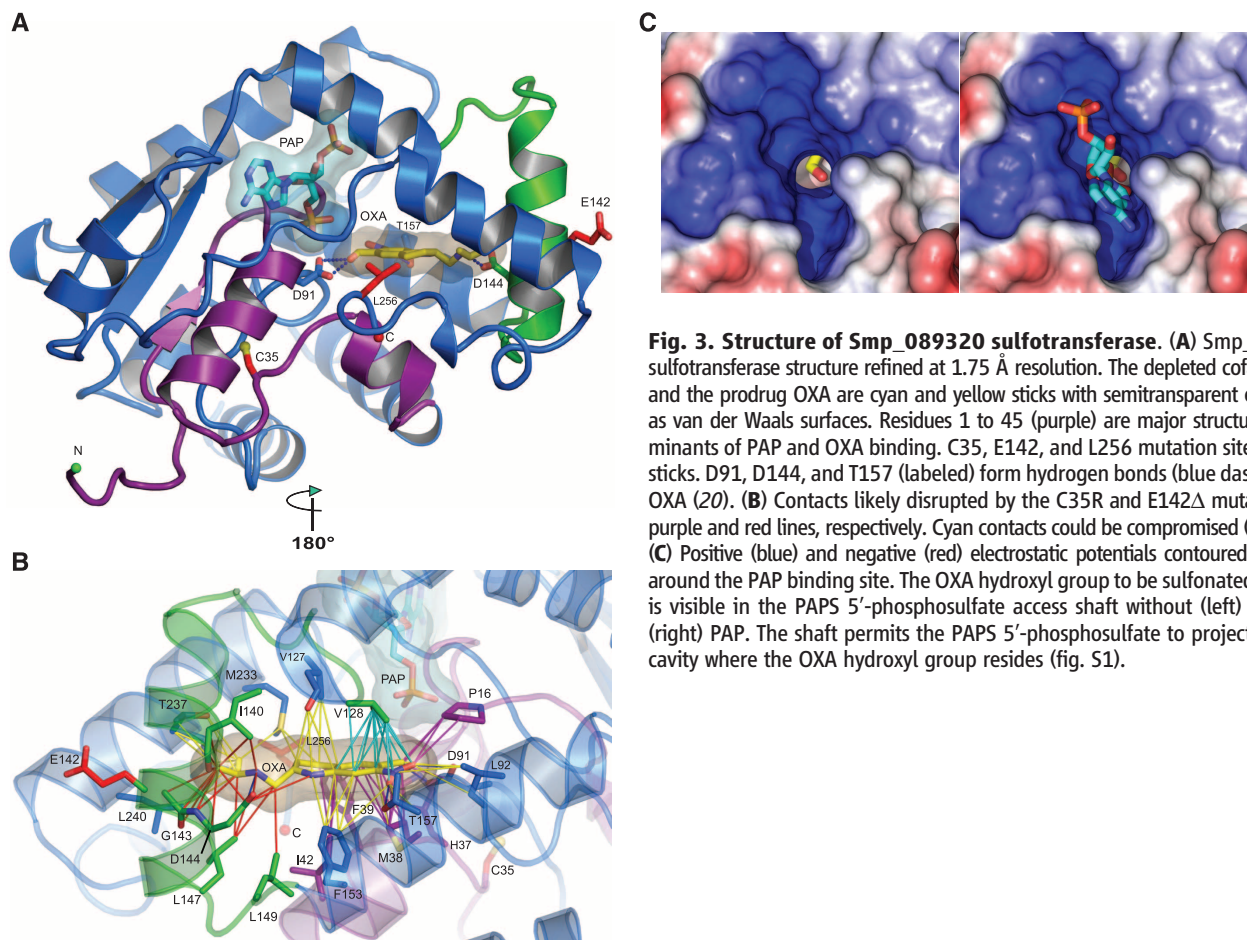 A
PAP
OXA
T157
E142
D91
L256
D144
C
C35
N
180°
B
V127
M233
PAP
T237
I140
V128
P16
L256
E142
OXA
D91
L92
L240
F39
T157
G143
C
M38
H37
D144
I42
C35
L147
F153
L149
C
Fig. 3. Structure of Smp_089320 sulfotransferase. (A) Smp_
sulfotransferase structure refined at 1.75 Å resolution. The depleted cof
and the prodrug OXA are cyan and yellow sticks with semitransparent
as van der Waals surfaces. Residues 1 to 45 (purple) are major structu
minants of PAP and OXA binding. C35, E142, and L256 mutation site
sticks. D91, D144, and T157 (labeled) form hydrogen bonds (blue das
OXA (20). (B) Contacts likely disrupted by the C35R and E142Δ muta
purple and red lines, respectively. Cyan contacts could be compromised (
(C) Positive (blue) and negative (red) electrostatic potentials contoured
around the PAP binding site. The OXA hydroxyl group to be sulfonated
is visible in the PAPS 5′-phosphosulfate access shaft without (left)
(right) PAP. The shaft permits the PAPS 5′-phosphosulfate to project
cavity where the OXA hydroxyl group resides (fig. S1).